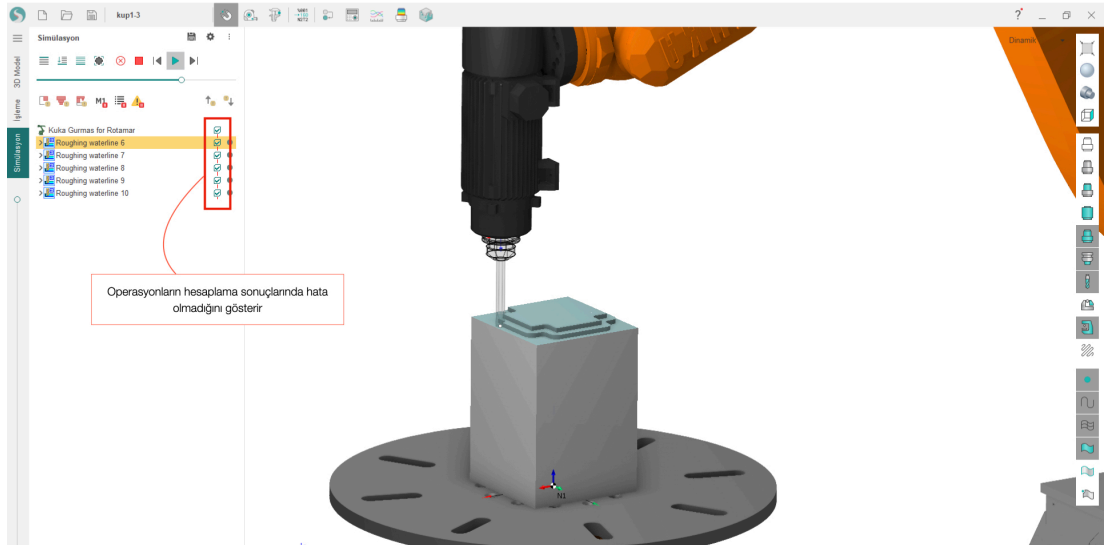 kup1-3
Simülasyon
Dinamik
3D Model
İşleme
Simülasyon
Kuka Gurmas for Rotamar
Roughing waterline 6
Roughing waterline 7
Roughing waterline 8
Roughing waterline 9
Roughing waterline 10
Operasyonların hesaplama sonuçlarında hata
olmadığını gösterir
N1